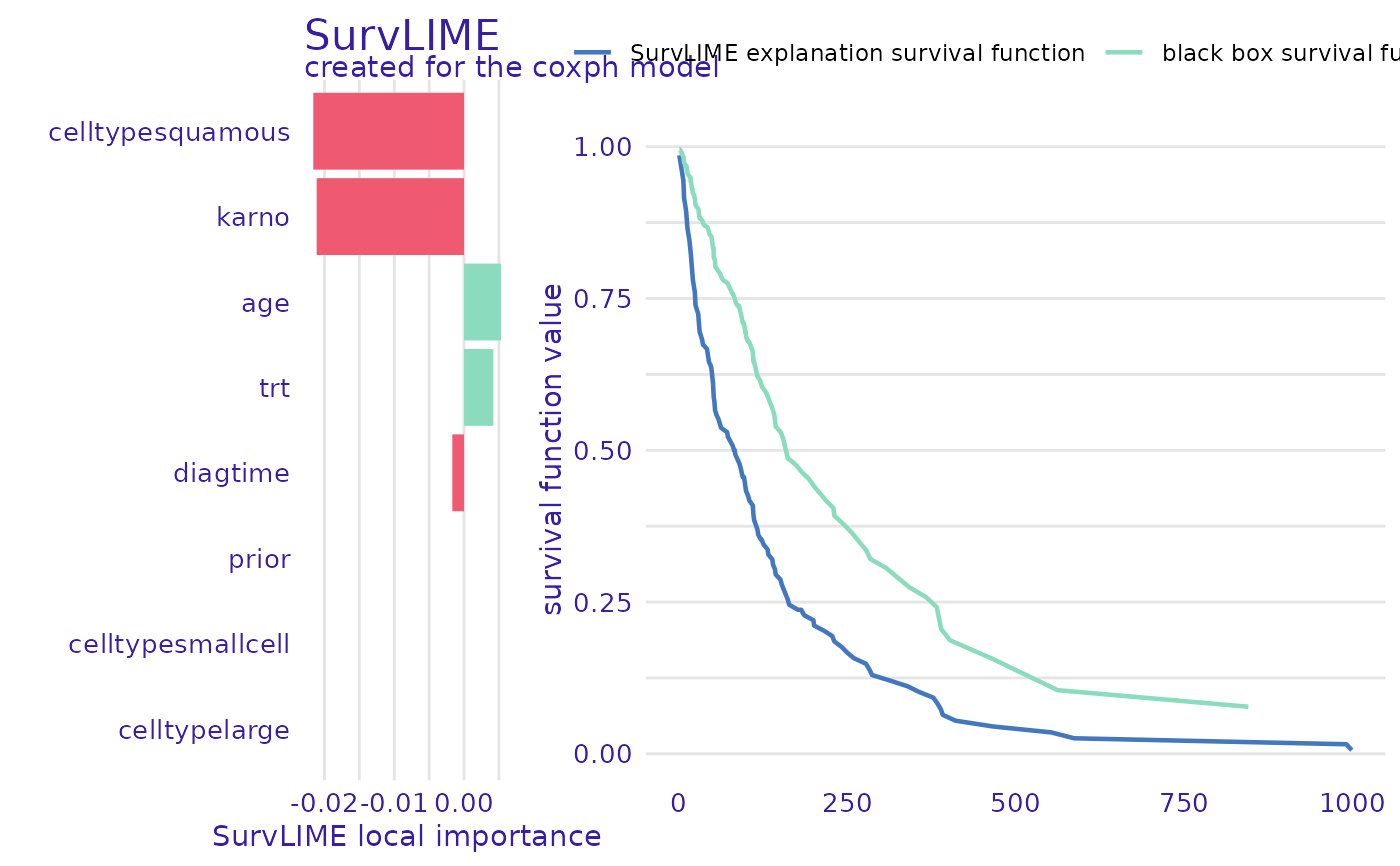 SurvLIME
created for the coxph model
celltypesquamous
karno
age
trt
diagtime
prior
celltypesmallcell
celltypelarge
-0.02 -0.01 0.00
SurvLIME local importance
SurvLIME explanation survival function black box survival fu
survival function value
1.00
0.75
0.50
0.25
0.00
0 250 500 750 1000